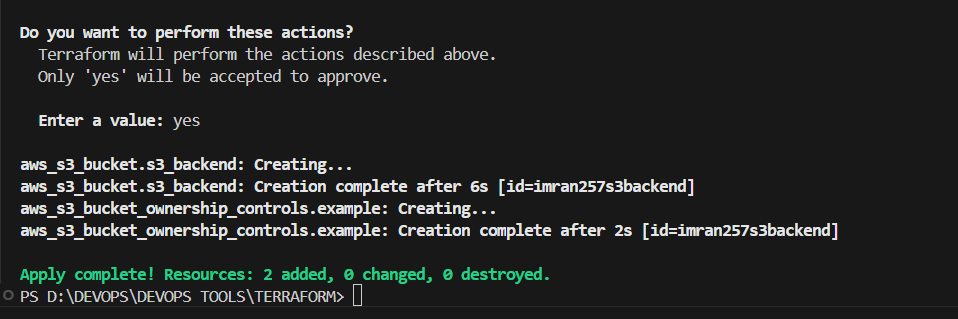 Do you want to perform these actions?
Terraform will perform the actions described above.
Only 'yes' will be accepted to approve.
Enter a value: yes
aws_s3_bucket.s3_backend: Creating...
aws_s3_bucket.s3_backend: Creation complete after 6s [id=imran257s3backend]
aws_s3_bucket_ownership_controls.example: Creating...
aws_s3_bucket_ownership_controls.example: Creation complete after 2s [id=imran257s3backend]
Apply complete! Resources: 2 added, 0 changed, 0 destroyed.
PS D:\DEVOPS\DEVOPS TOOLS\TERRAFORM>